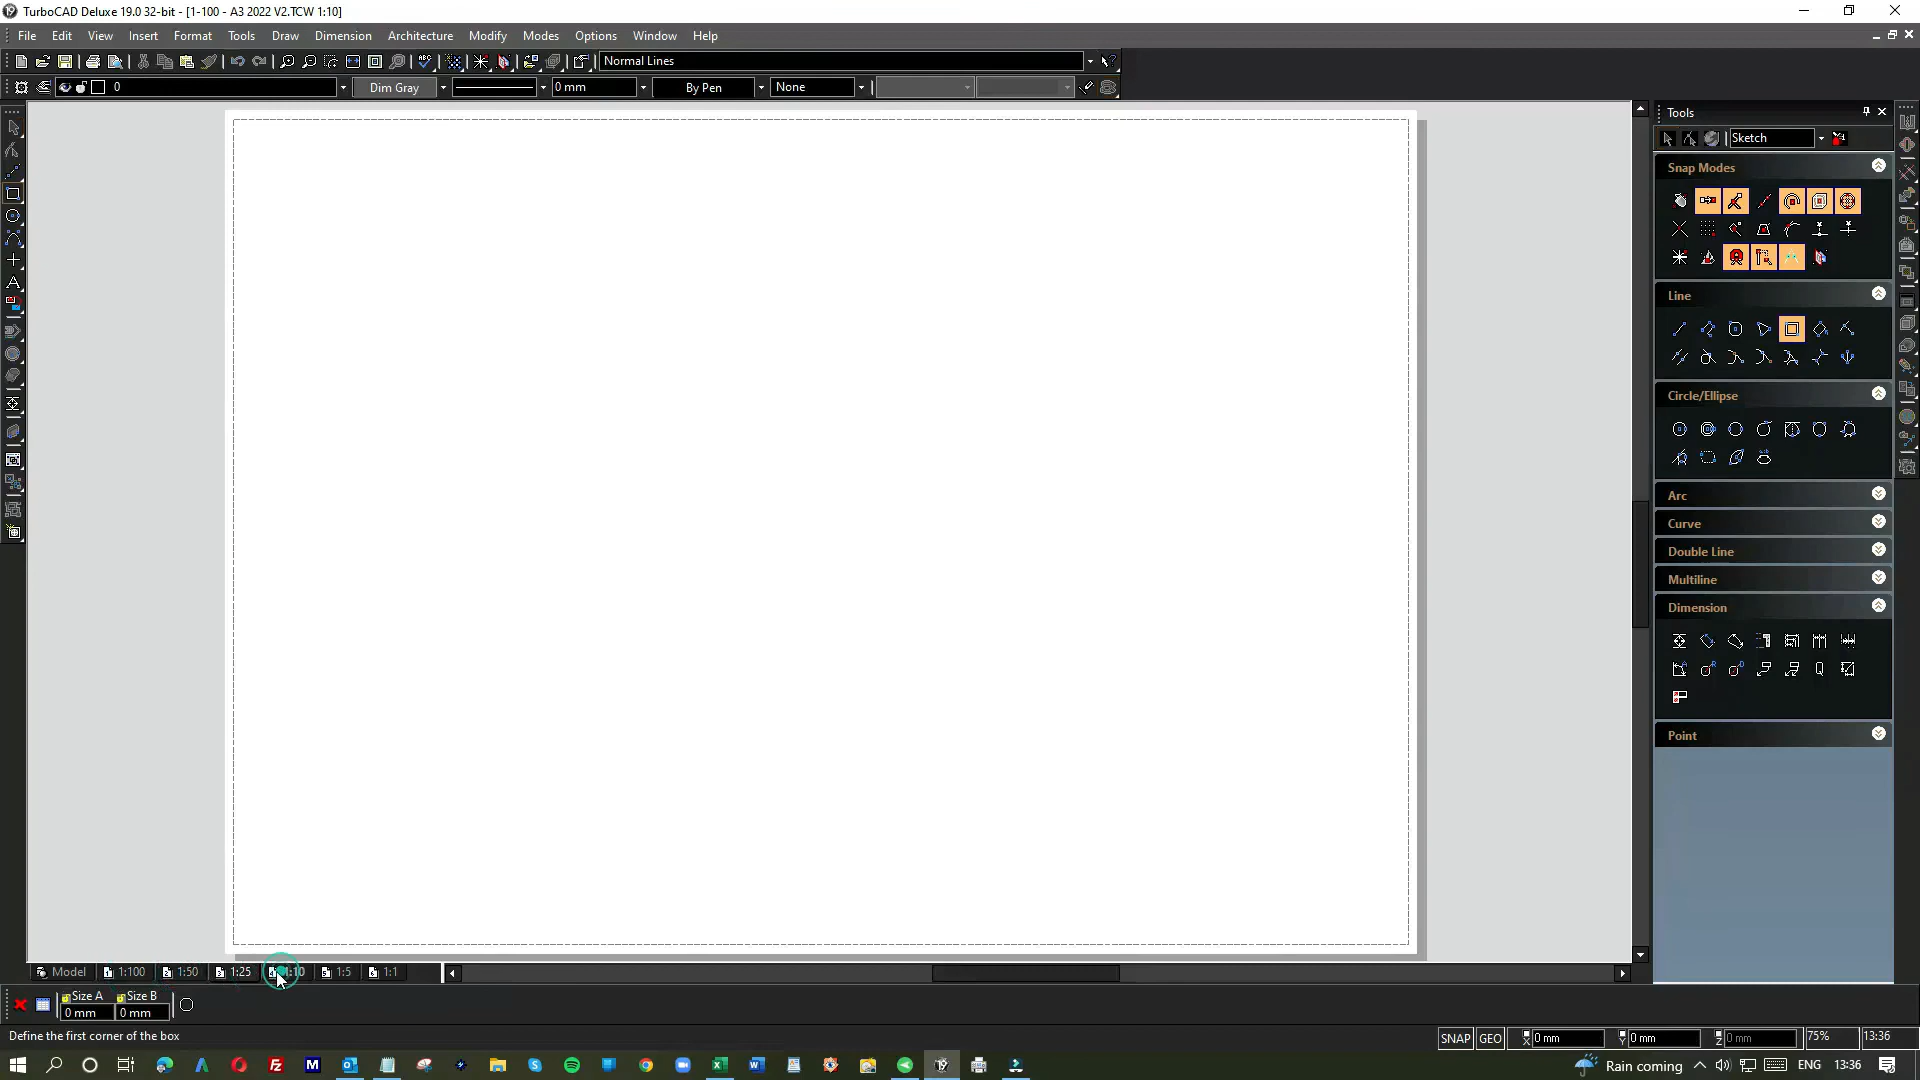 TurboCAD Deluxe 19.0 32-bit - [1-100 - A3 2022 V2.TCW 1:10]
File Edit View Insert Format Tools Draw Dimension Architecture Modify Modes Options Window Help
Normal Lines
0 Dim Gray 0 mm By Pen None
Tools
Sketch
Snap Modes
Line
Circle/Ellipse
Arc
Curve
Double Line
Multiline
Dimension
Point
Model 1:100 1:50 1:25 1:10 1:5 1:1
Size A Size B
0 mm 0 mm
Define the first corner of the box
SNAP GEO X 0 mm Y 0 mm Z 0 mm 75% 13:36
Rain coming ENG 13:36